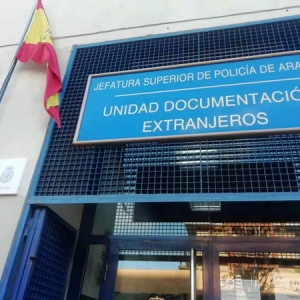 JEFATURA SUPERIOR DE POLICÍA DE ARA
UNIDAD DOCUMENTACIÓ
EXTRANJEROS